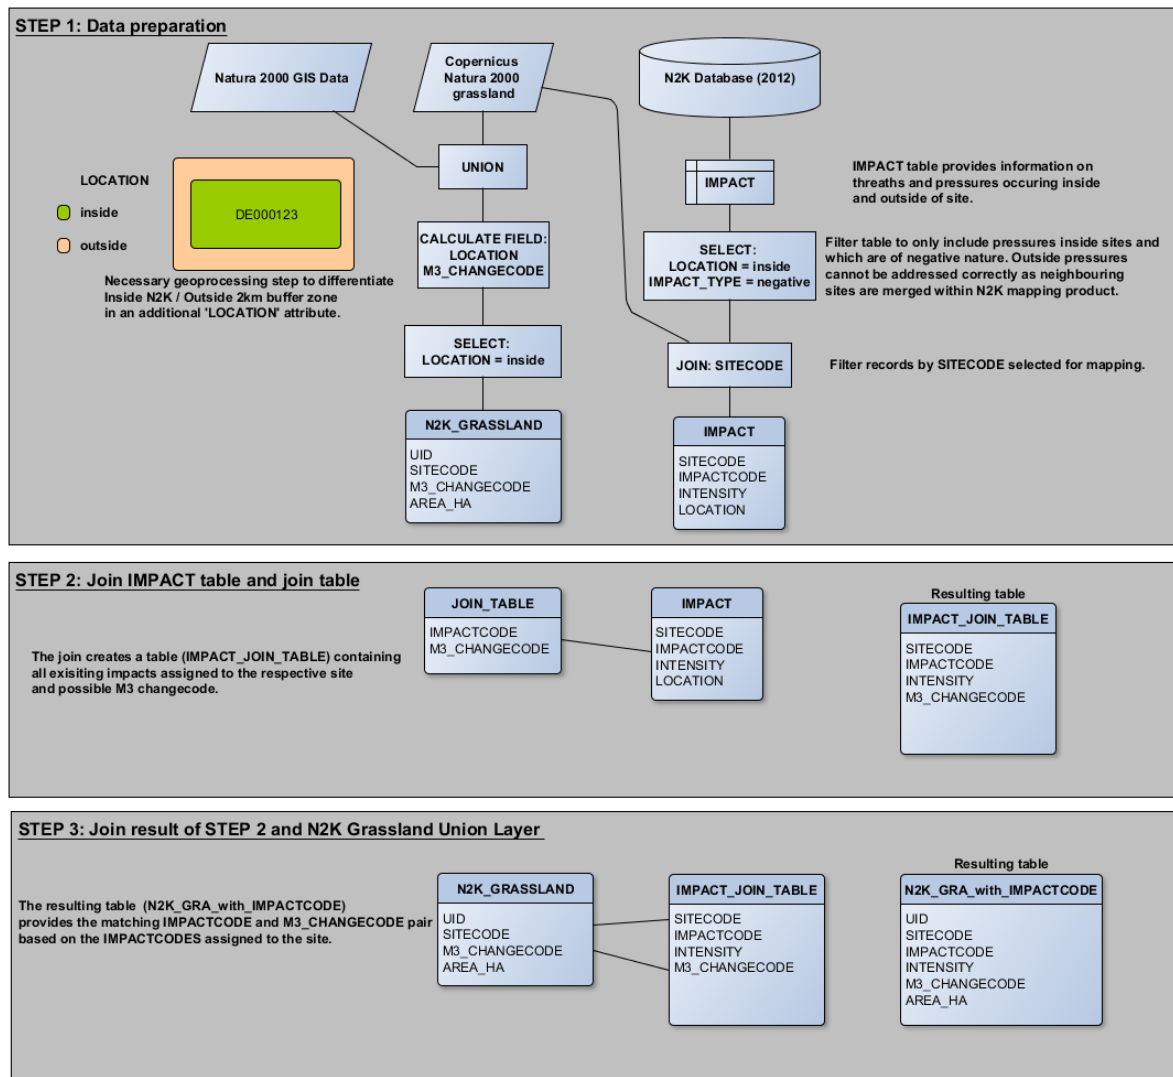 STEP 1: Data preparation
Natura 2000 GIS Data
Copernicus
Natura 2000
grassland
N2K Database (2012)
UNION
IMPACT
IMPACT table provides information on
threaths and pressures occuring inside
and outside of site.
LOCATION
inside
outside
DE000123
Necessary geoprocessing step to differentiate
Inside N2K / Outside 2km buffer zone
in an additional 'LOCATION' attribute.
CALCULATE FIELD:
LOCATION
M3_CHANGECODE
SELECT:
LOCATION = inside
IMPACT_TYPE = negative
Filter table to only include pressures inside sites and
which are of negative nature. Outside pressures
cannot be addressed correctly as neighbouring
sites are merged within N2K mapping product.
SELECT:
LOCATION = inside
JOIN: SITECODE
Filter records by SITECODE selected for mapping.
N2K_GRASSLAND
UID
SITECODE
M3_CHANGECODE
AREA_HA
IMPACT
SITECODE
IMPACTCODE
INTENSITY
LOCATION
STEP 2: Join IMPACT table and join table
The join creates a table (IMPACT_JOIN_TABLE) containing
all exisiting impacts assigned to the respective site
and possible M3 changecode.
JOIN_TABLE
IMPACTCODE
M3_CHANGECODE
IMPACT
SITECODE
IMPACTCODE
INTENSITY
LOCATION
Resulting table
IMPACT_JOIN_TABLE
SITECODE
IMPACTCODE
INTENSITY
M3_CHANGECODE
STEP 3: Join result of STEP 2 and N2K Grassland Union Layer
The resulting table (N2K_GRA_with_IMPACTCODE)
provides the matching IMPACTCODE and M3_CHANGECODE pair
based on the IMPACTCODES assigned to the site.
N2K_GRASSLAND
UID
SITECODE
M3_CHANGECODE
AREA_HA
IMPACT_JOIN_TABLE
SITECODE
IMPACTCODE
INTENSITY
M3_CHANGECODE
Resulting table
N2K_GRA_with_IMPACTCODE
UID
SITECODE
IMPACTCODE
INTENSITY
M3_CHANGECODE
AREA_HA